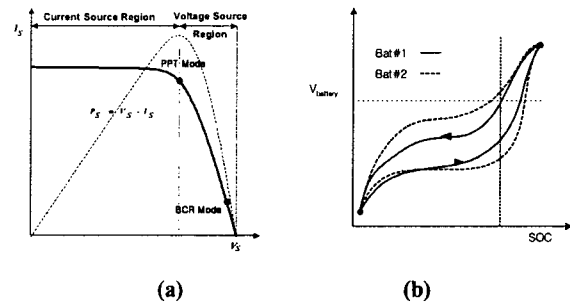 Current Source Region
Voltage Source
Region
I_S
PPT Mode
P_S = V_S · I_S
BCR Mode
V_S
(a)
Bat#1
Bat#2
V_battery
SOC
(b)